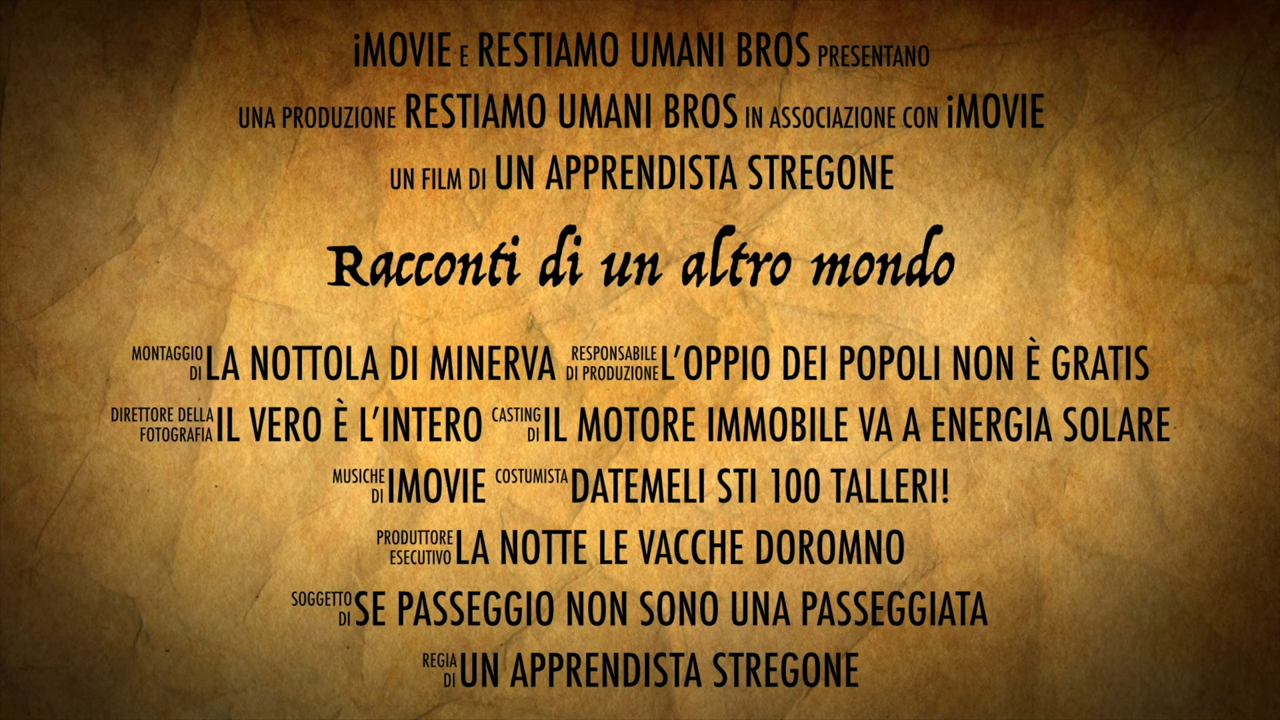 iMOVIE E RESTIAMO UMANI BROS PRESENTANO
UNA PRODUZIONE RESTIAMO UMANI BROS IN ASSOCIAZIONE CON iMOVIE
UN FILM DI UN APPRENDISTA STREGONE
Racconti di un altro mondo
MONTAGGIO DI LA NOTTOLA DI MINERVA RESPONSABILE DI PRODUZIONE L'OPPIO DEI POPOLI NON È GRATIS
DIRETTORE DELLA FOTOGRAFIA IL VERO È L'INTERO CASTING DI IL MOTORE IMMOBILE VA A ENERGIA SOLARE
MUSICHE DI IMOVIE COSTUMISTA DATEMELI STI 100 TALLERI!
PRODUTTORE ESECUTIVO LA NOTTE LE VACCHE DOROMNO
SOGGETTO DI SE PASSEGGIO NON SONO UNA PASSEGGIATA
REGIA DI UN APPRENDISTA STREGONE